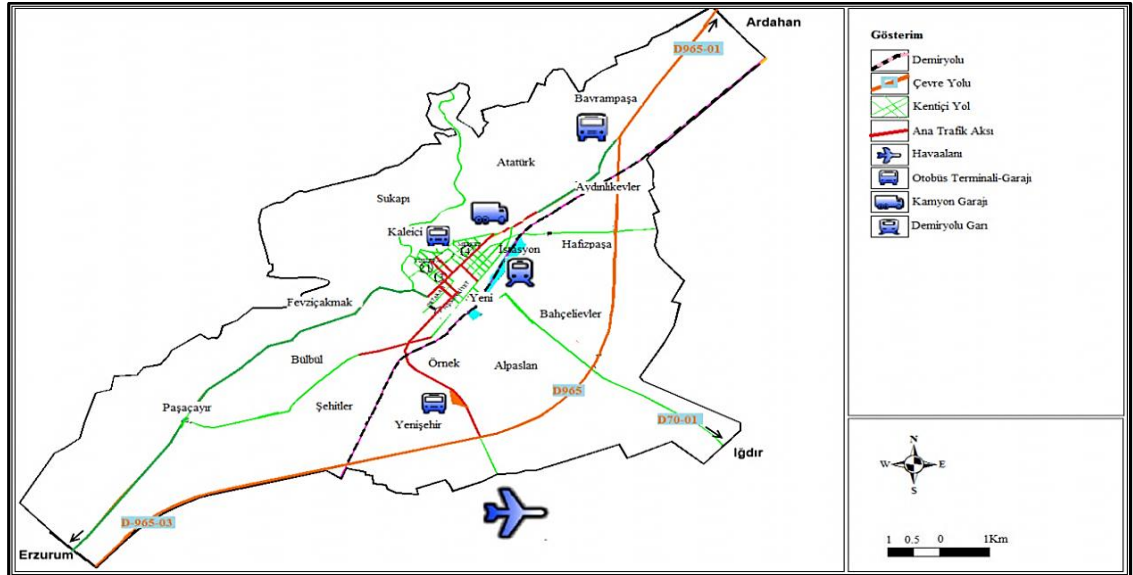 Ardahan
D965-01
Bavrampaşa
Atatürk
Aydınlıkevler
Sukapı
Kaleiçi
İstasyon
Hafızpaşa
Yeni
Fevziçakmak
Bahçelievler
Bülbül
Örnek
Alpaslan
D965
Paşaçayır
Şehitler
Yenişehir
D70-01
Iğdır
D-965-03
Erzurum
Gösterim
Demiryolu
Çevre Yolu
Kentiçi Yol
Ana Trafik Aksı
Havaalanı
Otobüs Terminali-Garajı
Kamyon Garajı
Demiryolu Garı
N
W E
S
1 0.5 0 1Km